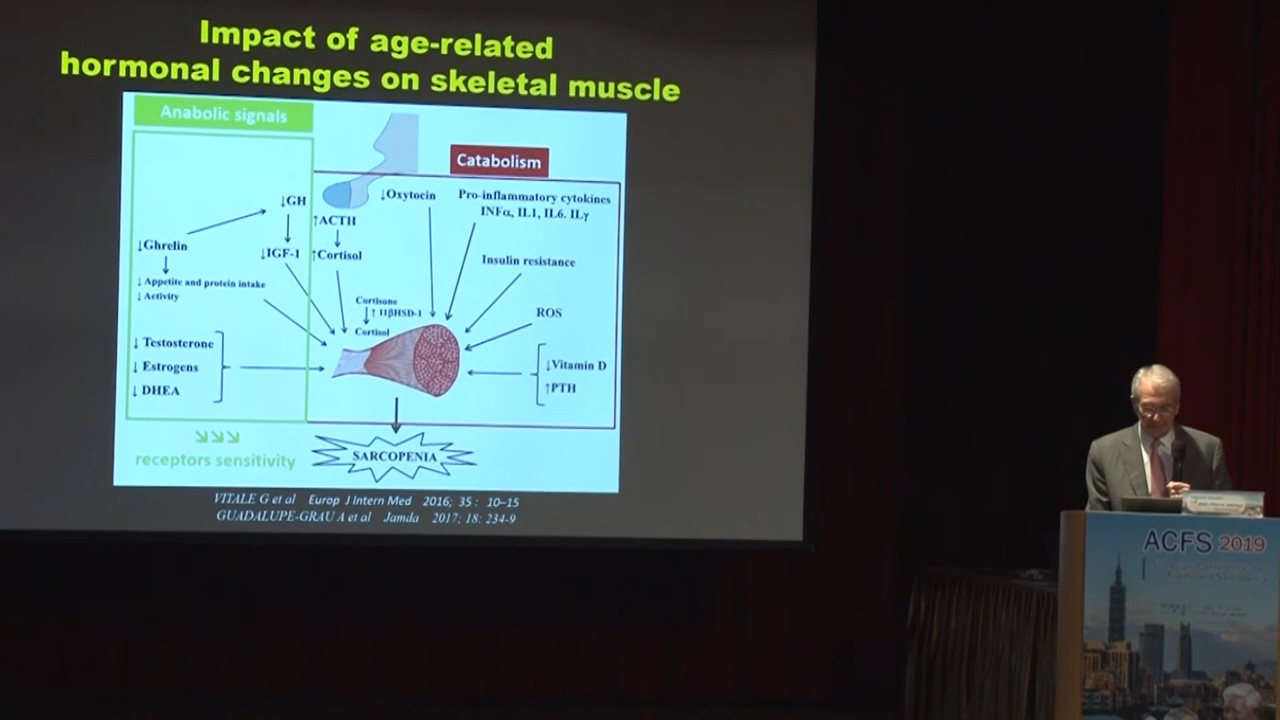 Impact of age-related
hormonal changes on skeletal muscle
Anabolic signals
Catabolism
↓GH
↓Ghrelin
↓IGF-1
↓ Appetite and protein intake
↓ Activity
↓ Testosterone
↓ Estrogens
↓ DHEA
↑ACTH
↑Cortisol
Cortisone
↑ 11βHSD-1
Cortisol
↓Oxytocin
Pro-inflammatory cytokines
INFα, IL1, IL6. ILγ
Insulin resistance
ROS
↓Vitamin D
↑PTH
SARCOPENIA
↘↘↘
receptors sensitivity
VITALE G et al Europ J Intern Med 2016; 35 : 10–15
GUADALUPE-GRAU A et al Jamda 2017; 18: 234-9
ACFS 2019